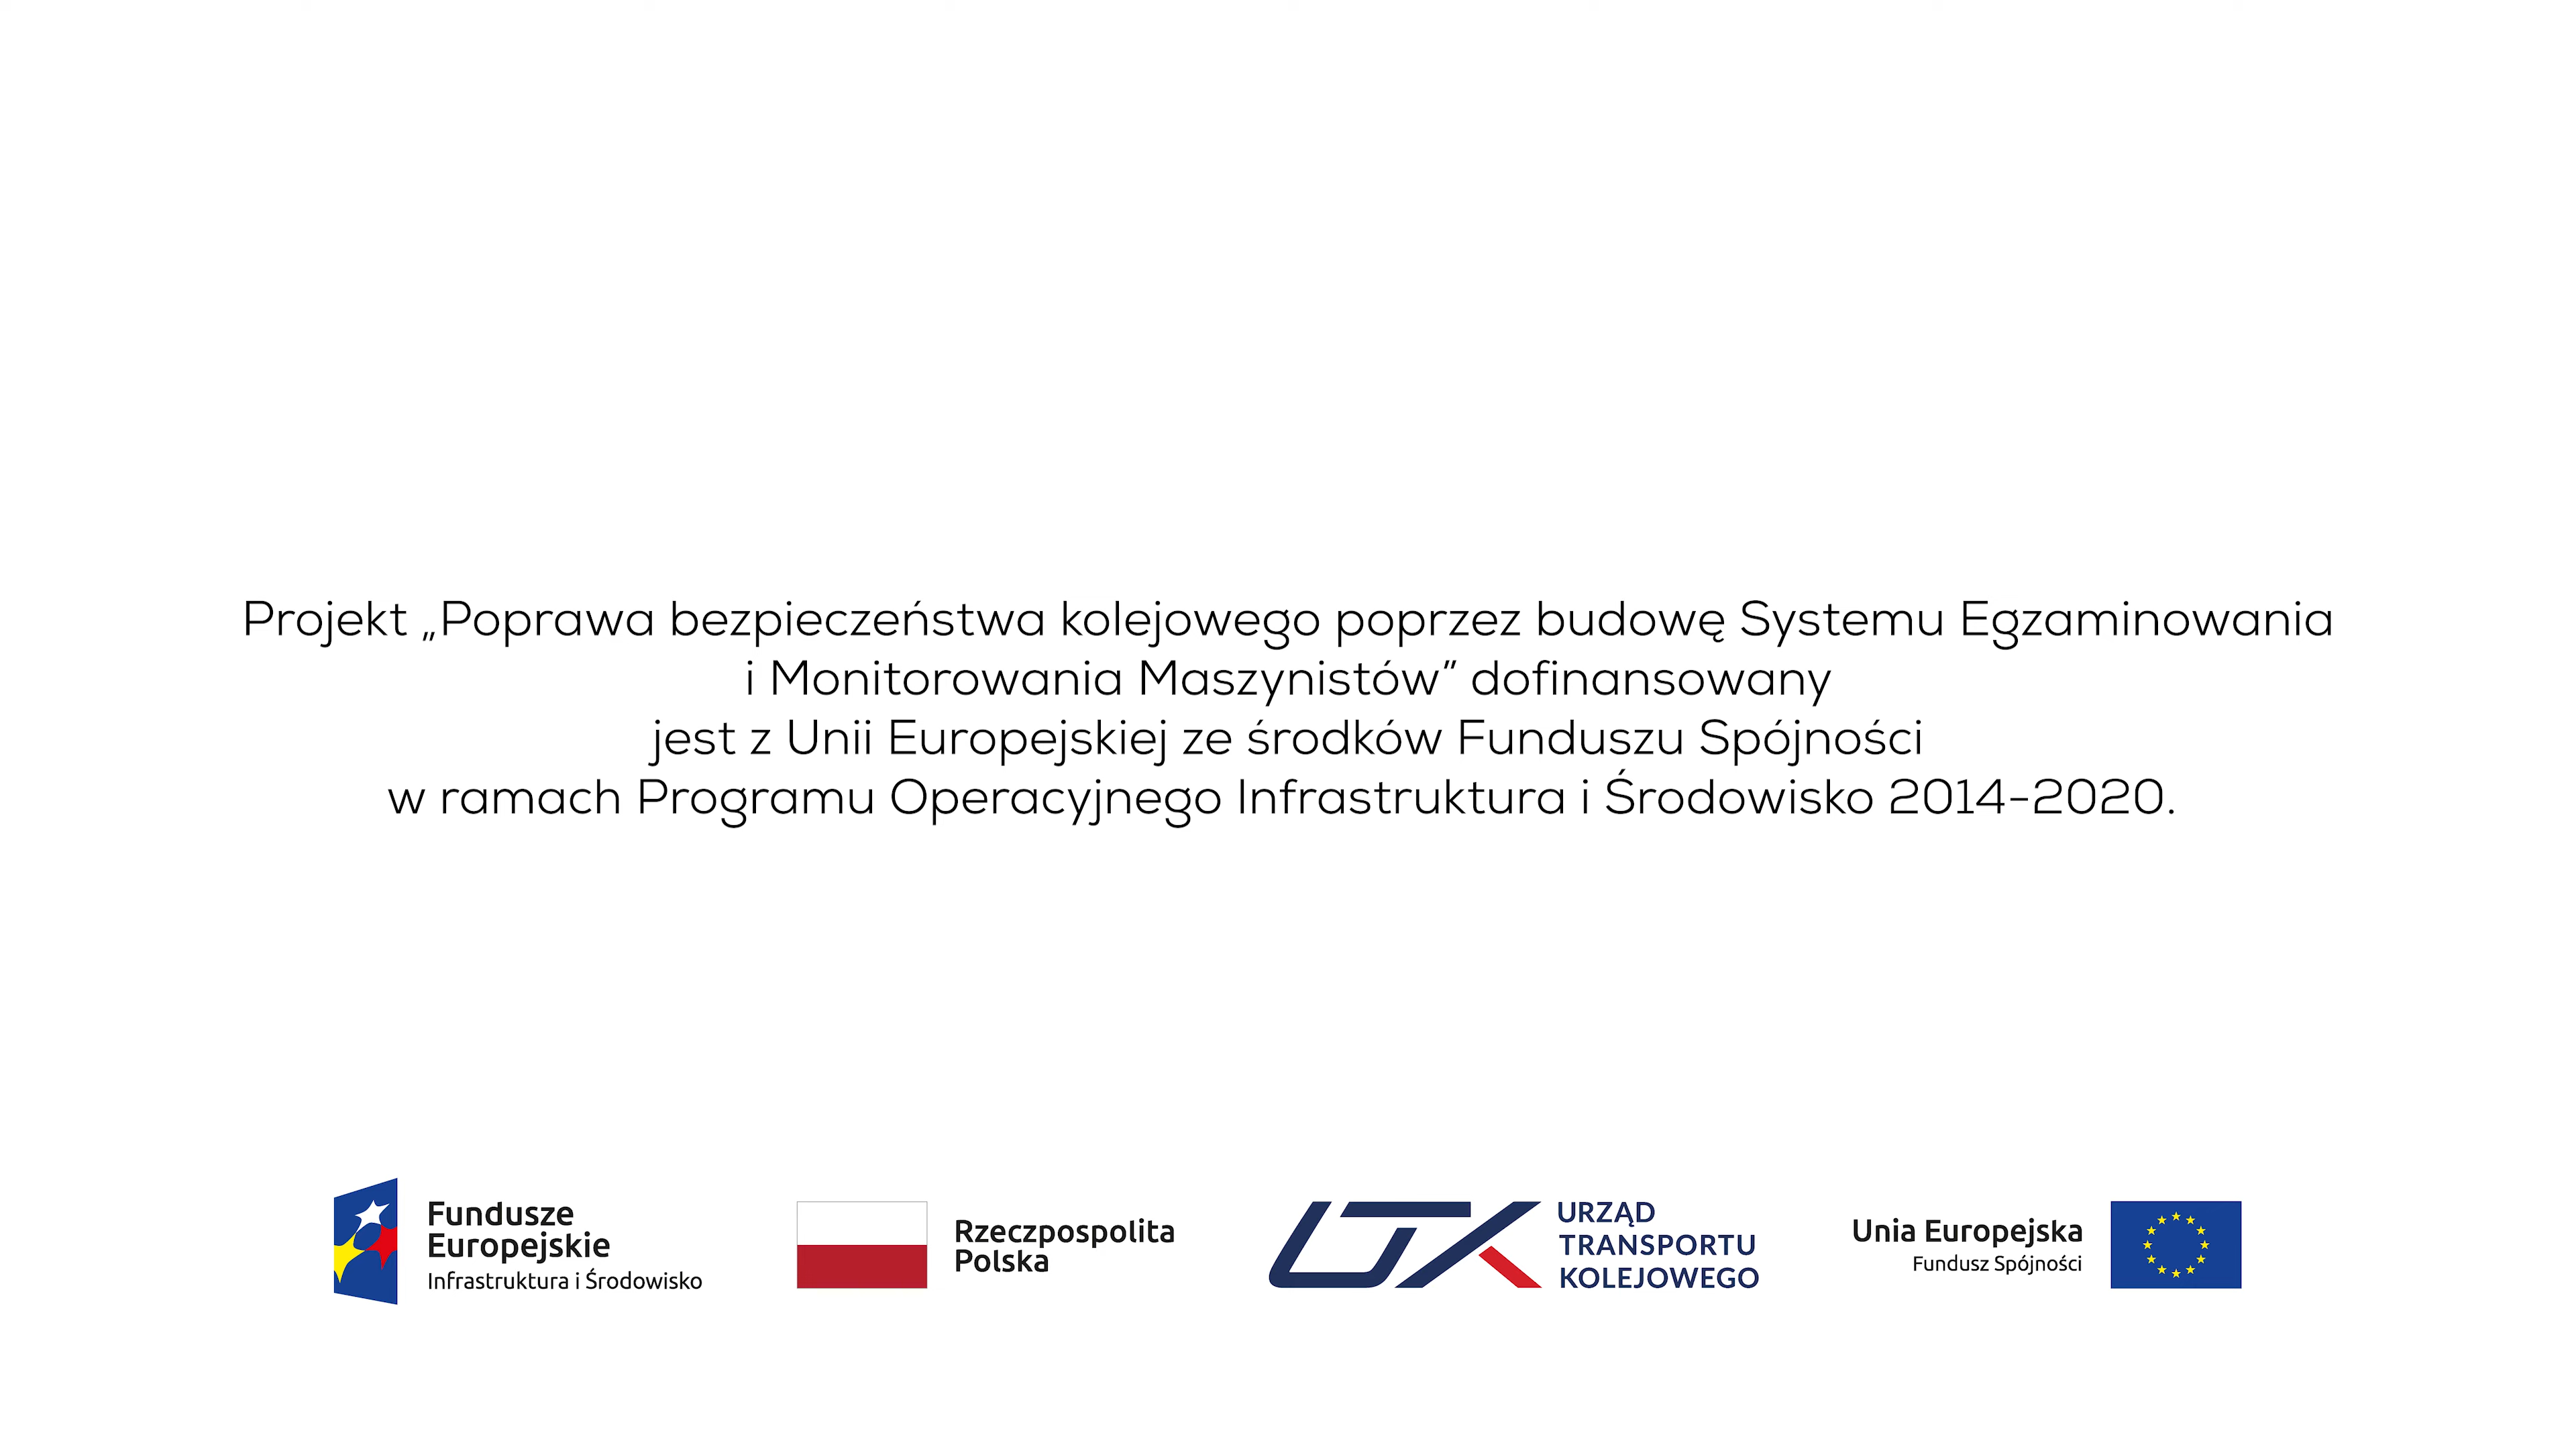 Projekt „Poprawa bezpieczeństwa kolejowego poprzez budowę Systemu Egzaminowania
i Monitorowania Maszynistów” dofinansowany
jest z Unii Europejskiej ze środków Funduszu Spójności
w ramach Programu Operacyjnego Infrastruktura i Środowisko 2014-2020.
Fundusze
Europejskie
Infrastruktura i Środowisko
Rzeczpospolita
Polska
UTK
URZĄD
TRANSPORTU
KOLEJOWEGO
Unia Europejska
Fundusz Spójności